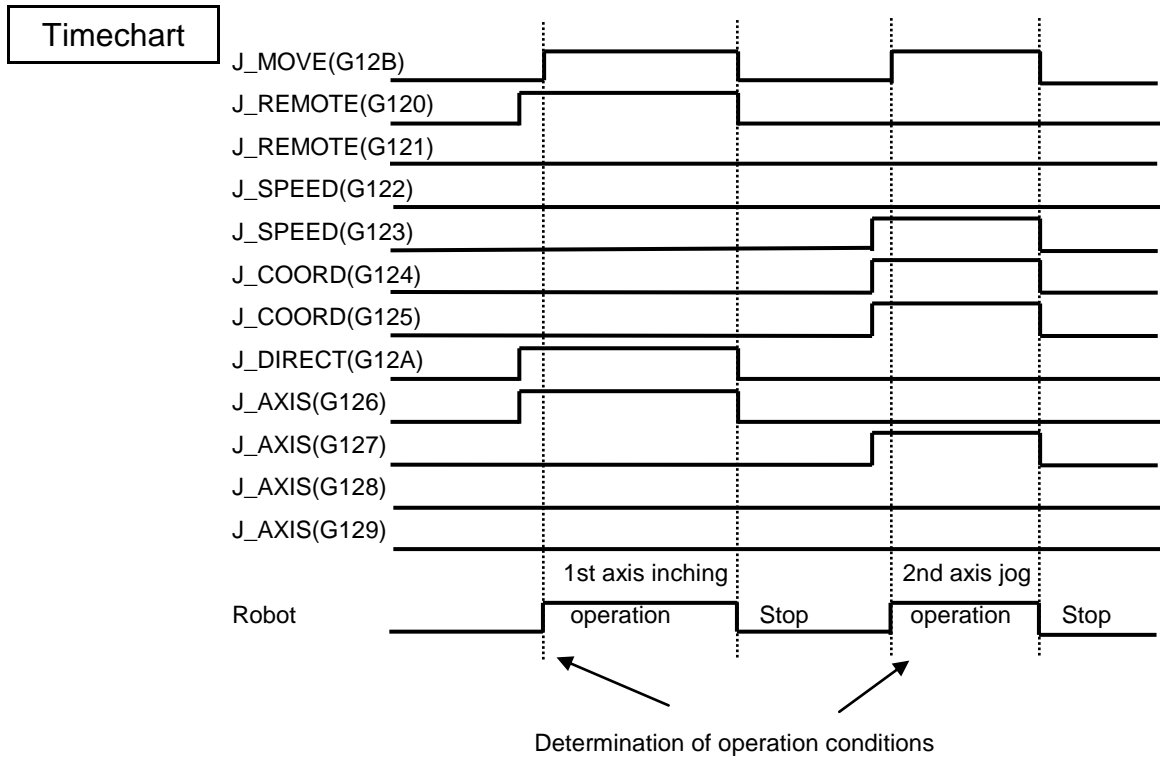 Timechart
J_MOVE(G12B)
J_REMOTE(G120)
J_REMOTE(G121)
J_SPEED(G122)
J_SPEED(G123)
J_COORD(G124)
J_COORD(G125)
J_DIRECT(G12A)
J_AXIS(G126)
J_AXIS(G127)
J_AXIS(G128)
J_AXIS(G129)
1st axis inching 2nd axis jog
Robot operation Stop operation Stop
Determination of operation conditions